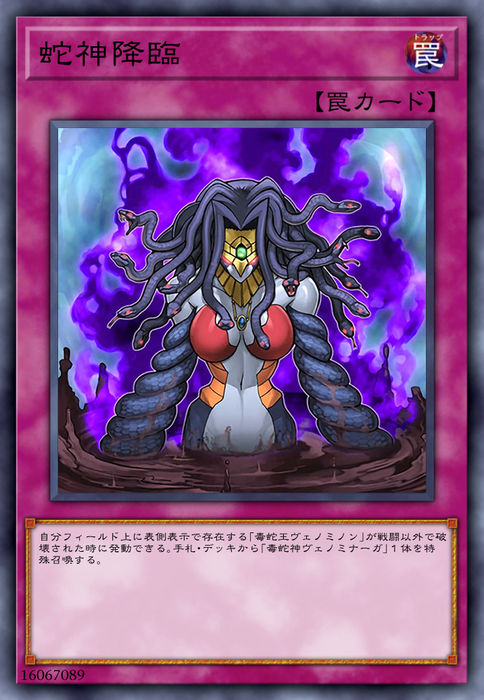 蛇神降臨
トラップ
罠
【罠カード】
自分フィールド上に表側表示で存在する「毒蛇王ヴェノミノン」が戦闘以外で破
壊された時に発動できる。手札・デッキから「毒蛇神ヴェノミナーガ」1体を特
殊召喚する。
16067089